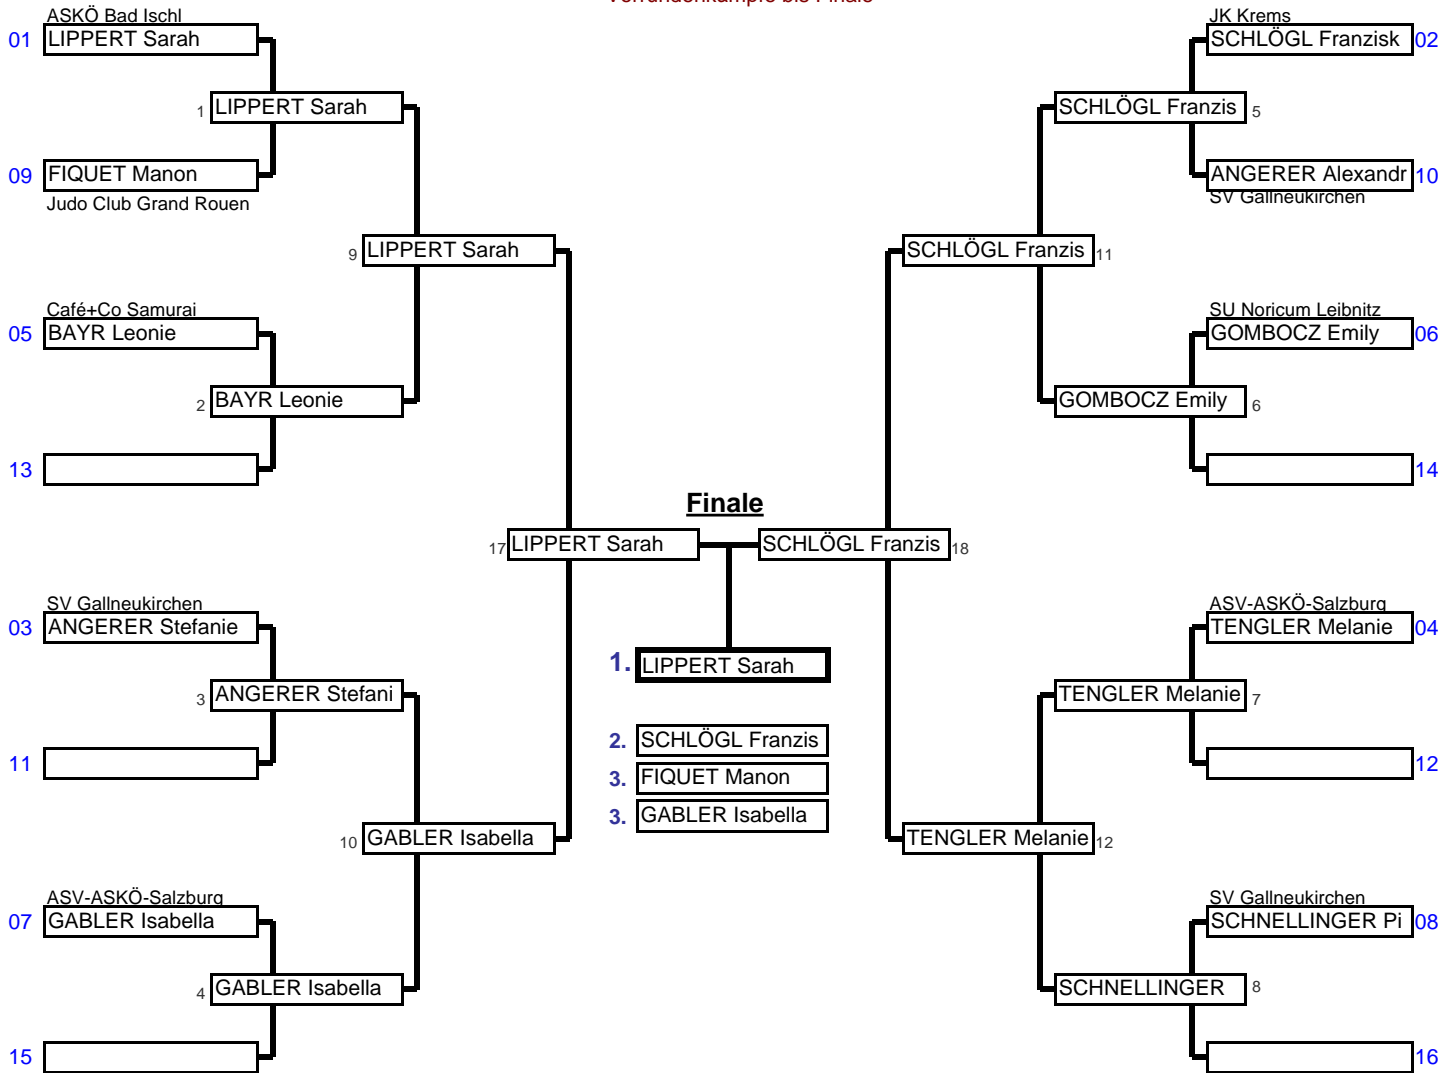 Vorrundenkämpfe bis Finale
ASKÖ Bad Ischl
01 LIPPERT Sarah
1 LIPPERT Sarah
09 FIQUET Manon
Judo Club Grand Rouen
9 LIPPERT Sarah
Café+Co Samurai
05 BAYR Leonie
2 BAYR Leonie
13
17 LIPPERT Sarah
SV Gallneukirchen
03 ANGERER Stefanie
3 ANGERER Stefani
11
10 GABLER Isabella
ASV-ASKÖ-Salzburg
07 GABLER Isabella
4 GABLER Isabella
15
Finale
1. LIPPERT Sarah
2. SCHLÖGL Franzis
3. FIQUET Manon
3. GABLER Isabella
JK Krems
SCHLÖGL Franzisk 02
SCHLÖGL Franzis 5
ANGERER Alexandr 10
SV Gallneukirchen
SCHLÖGL Franzis 11
SU Noricum Leibnitz
GOMBOCZ Emily 06
GOMBOCZ Emily 6
14
SCHLÖGL Franzis 18
ASV-ASKÖ-Salzburg
TENGLER Melanie 04
TENGLER Melanie 7
12
TENGLER Melanie 12
SV Gallneukirchen
SCHNELLINGER Pi 08
SCHNELLINGER 8
16